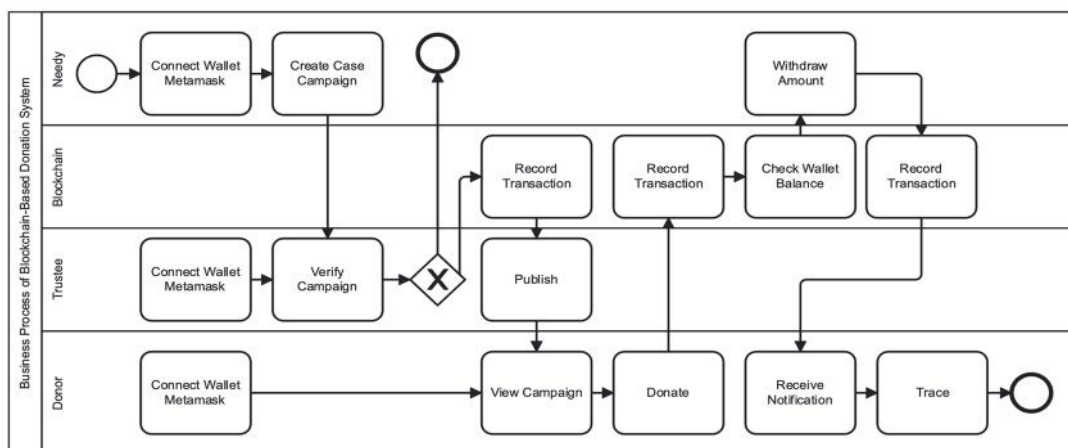 Business Process of Blockchain-Based Donation System
Needy
Connect Wallet
Metamask
Create Case
Campaign
Withdraw
Amount
Blockchain
Record
Transaction
Record
Transaction
Check Wallet
Balance
Record
Transaction
Trustee
Connect Wallet
Metamask
Verify
Campaign
X
Publish
Donor
Connect Wallet
Metamask
View Campaign
Donate
Receive
Notification
Trace